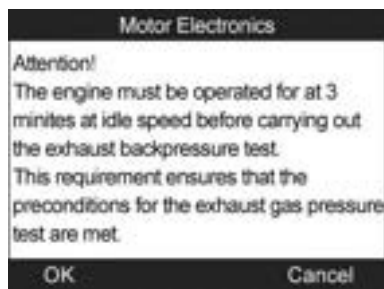 Motor Electronics
Attention!
The engine must be operated for at 3
minites at idle speed before carrying out
the exhaust backpressure test.
This requirement ensures that the
preconditions for the exhaust gas pressure
test are met.
OK Cancel